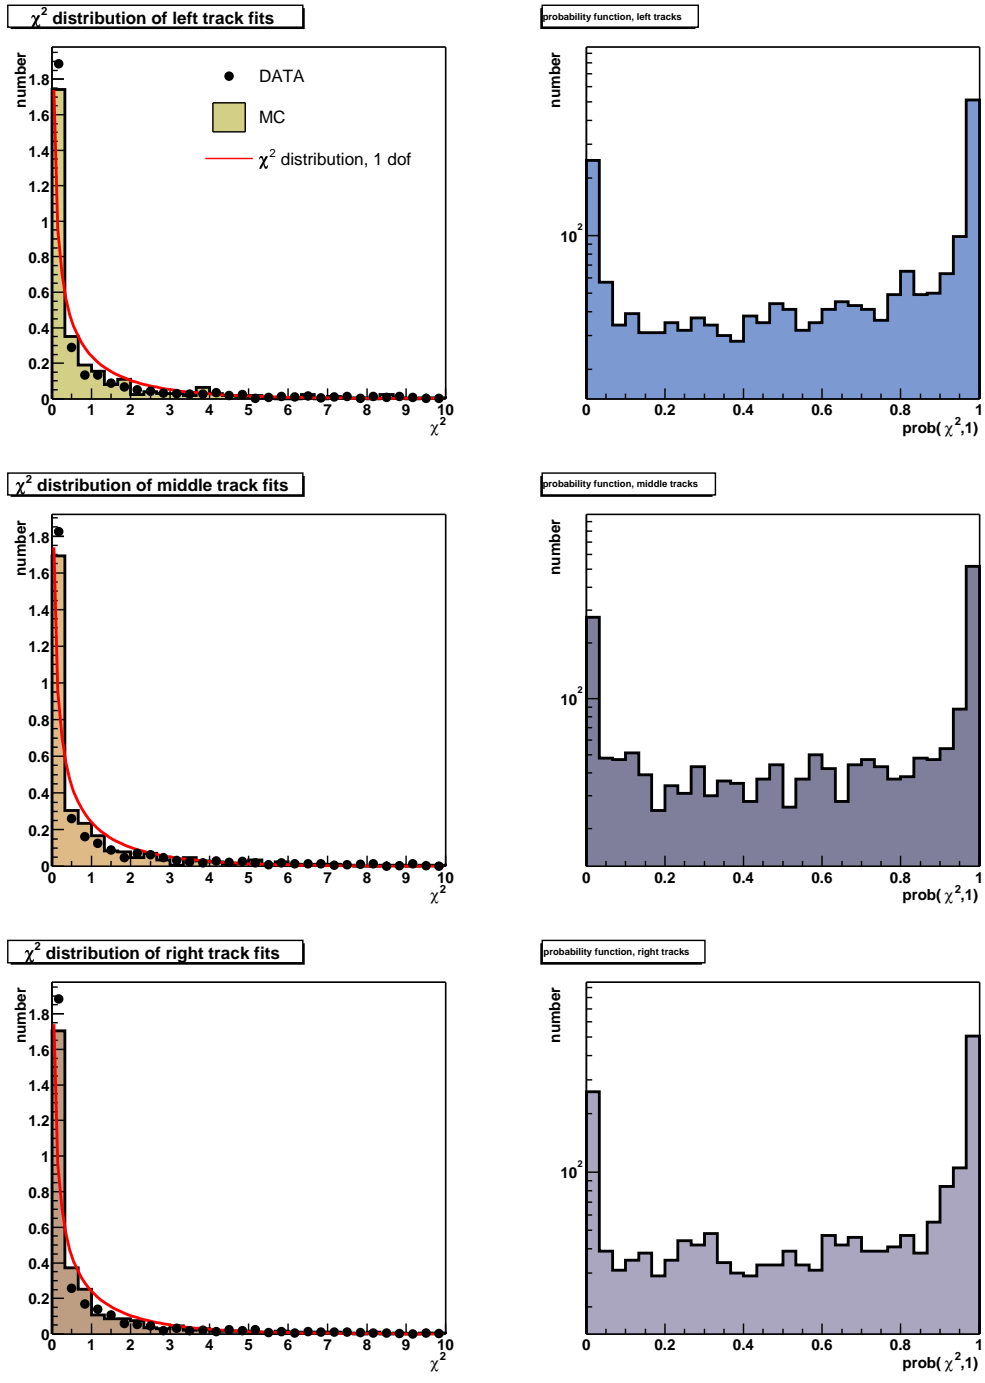 χ² distribution of left track fits
number
1.8
1.6
1.4
1.2
1
0.8
0.6
0.4
0.2
0
0 1 2 3 4 5 6 7 8 9 10
χ²
DATA
MC
χ² distribution, 1 dof
probability function, left tracks
number
10²
0 0.2 0.4 0.6 0.8 1
prob(χ²,1)
χ² distribution of middle track fits
number
1.8
1.6
1.4
1.2
1
0.8
0.6
0.4
0.2
0
0 1 2 3 4 5 6 7 8 9 10
χ²
probability function, middle tracks
number
10²
0 0.2 0.4 0.6 0.8 1
prob(χ²,1)
χ² distribution of right track fits
number
1.8
1.6
1.4
1.2
1
0.8
0.6
0.4
0.2
0
0 1 2 3 4 5 6 7 8 9 10
χ²
probability function, right tracks
number
10²
0 0.2 0.4 0.6 0.8 1
prob(χ²,1)